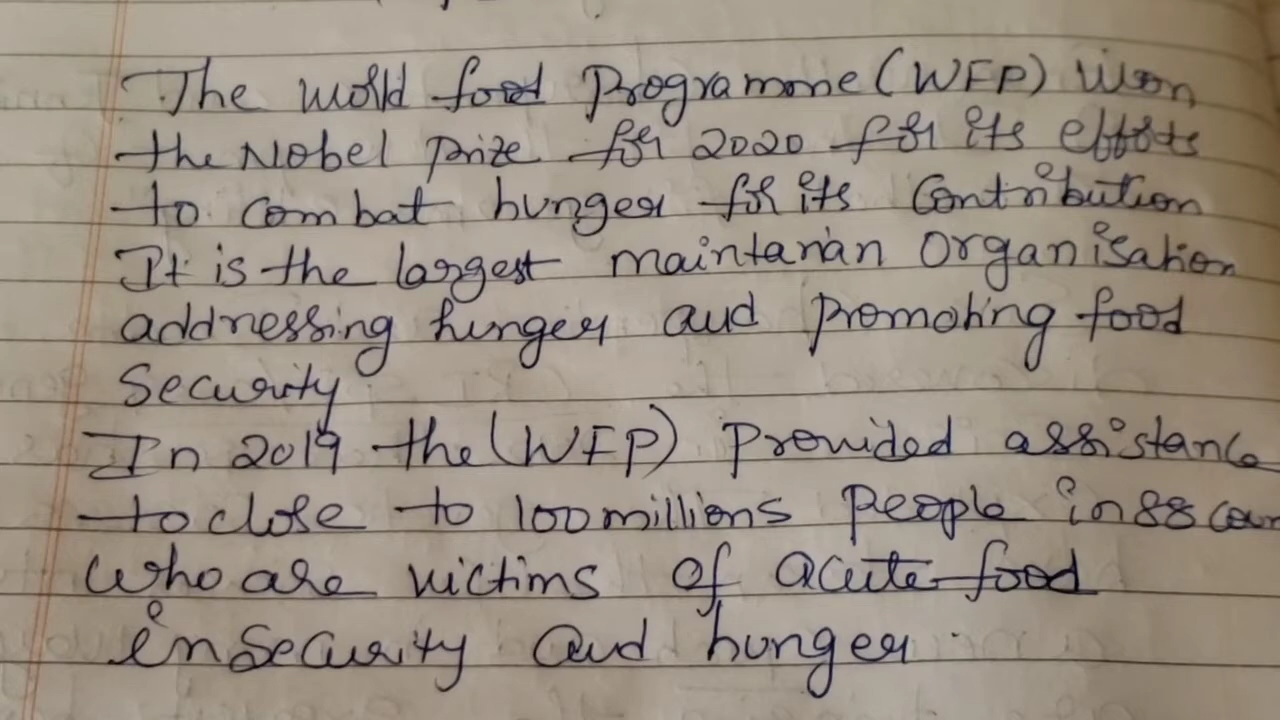 The world food Programme (WFP) won
the Nobel prize for 2020 for its efforts
to combat hunger for its Contribution
It is the largest maintarian Organisation
addressing hunger and promoting food
Security
In 2019 the (WFP) Provided assistance
to close to 100 millions people in 88 coun
who are victims of acute food
insecurity and hunger.